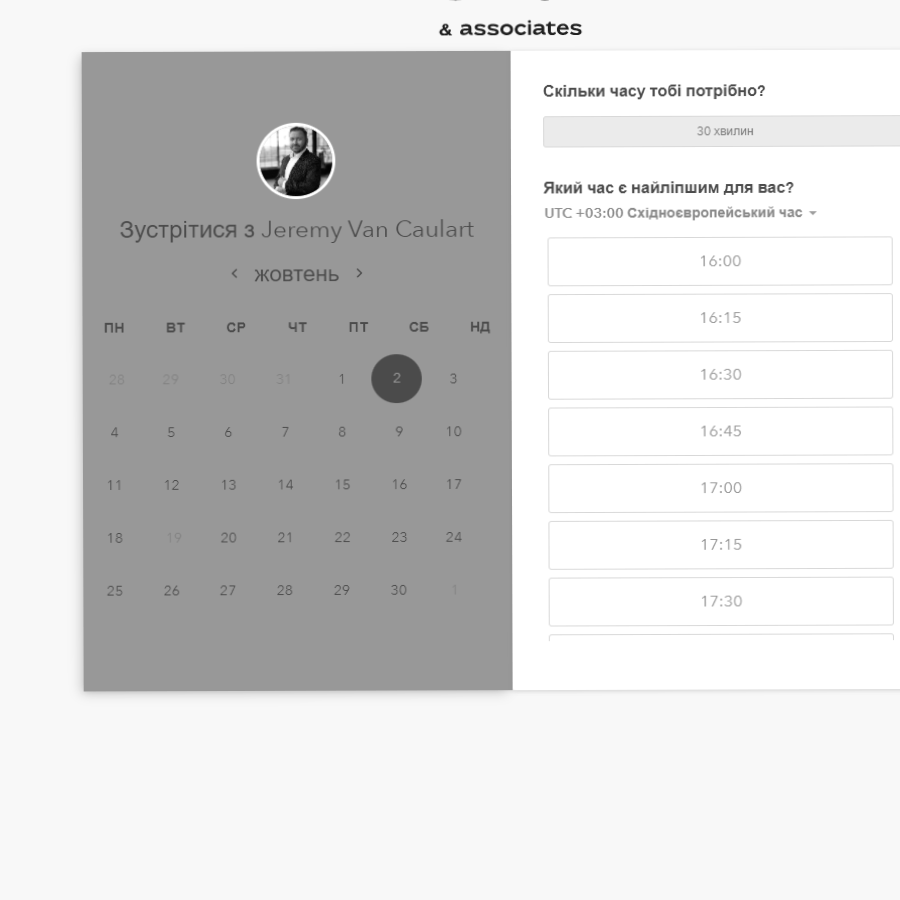 & associates
Зустрітися з Jeremy Van Caulart
< жовтень >
ПН ВТ СР ЧТ ПТ СБ НД
28 29 30 31 1 2 3
4 5 6 7 8 9 10
11 12 13 14 15 16 17
18 19 20 21 22 23 24
25 26 27 28 29 30 1
Скільки часу тобі потрібно?
30 хвилин
Який час є найліпшим для вас?
UTC +03:00 Східноєвропейський час
16:00
16:15
16:30
16:45
17:00
17:15
17:30